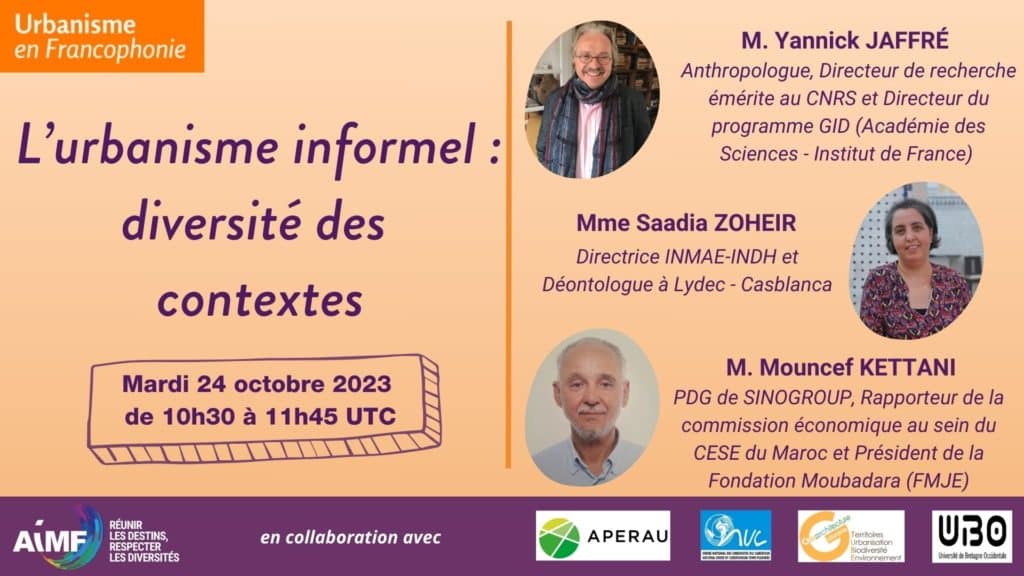 Urbanisme
en Francophonie
L'urbanisme informel :
diversité des
contextes
Mardi 24 octobre 2023
de 10h30 à 11h45 UTC
M. Yannick JAFFRÉ
Anthropologue, Directeur de recherche
émérite au CNRS et Directeur du
programme GID (Académie des
Sciences - Institut de France)
Mme Saadia ZOHEIR
Directrice INMAE-INDH et
Déontologue à Lydec - Casblanca
M. Mouncef KETTANI
PDG de SINOGROUP, Rapporteur de la
commission économique au sein du
CESE du Maroc et Président de la
Fondation Moubadara (FMJE)
AIMF
RÉUNIR
LES DESTINS,
RESPECTER
LES DIVERSITÉS
en collaboration avec
APERAU
architecture
Territoires
Urbanisation
Biodiversité
Environnement
UBO
Université de Bretagne Occidentale